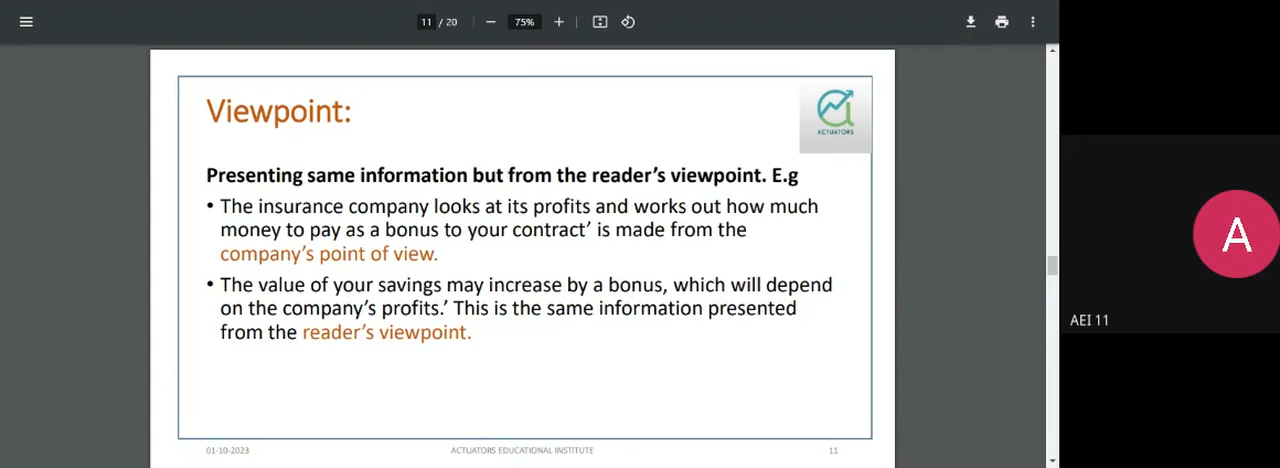 11 / 20
75%
Viewpoint:
ACTUATORS
Presenting same information but from the reader’s viewpoint. E.g
• The insurance company looks at its profits and works out how much
money to pay as a bonus to your contract’ is made from the
company’s point of view.
• The value of your savings may increase by a bonus, which will depend
on the company’s profits.’ This is the same information presented
from the reader’s viewpoint.
01-10-2023
ACTUATORS EDUCATIONAL INSTITUTE
11
A
AEI 11